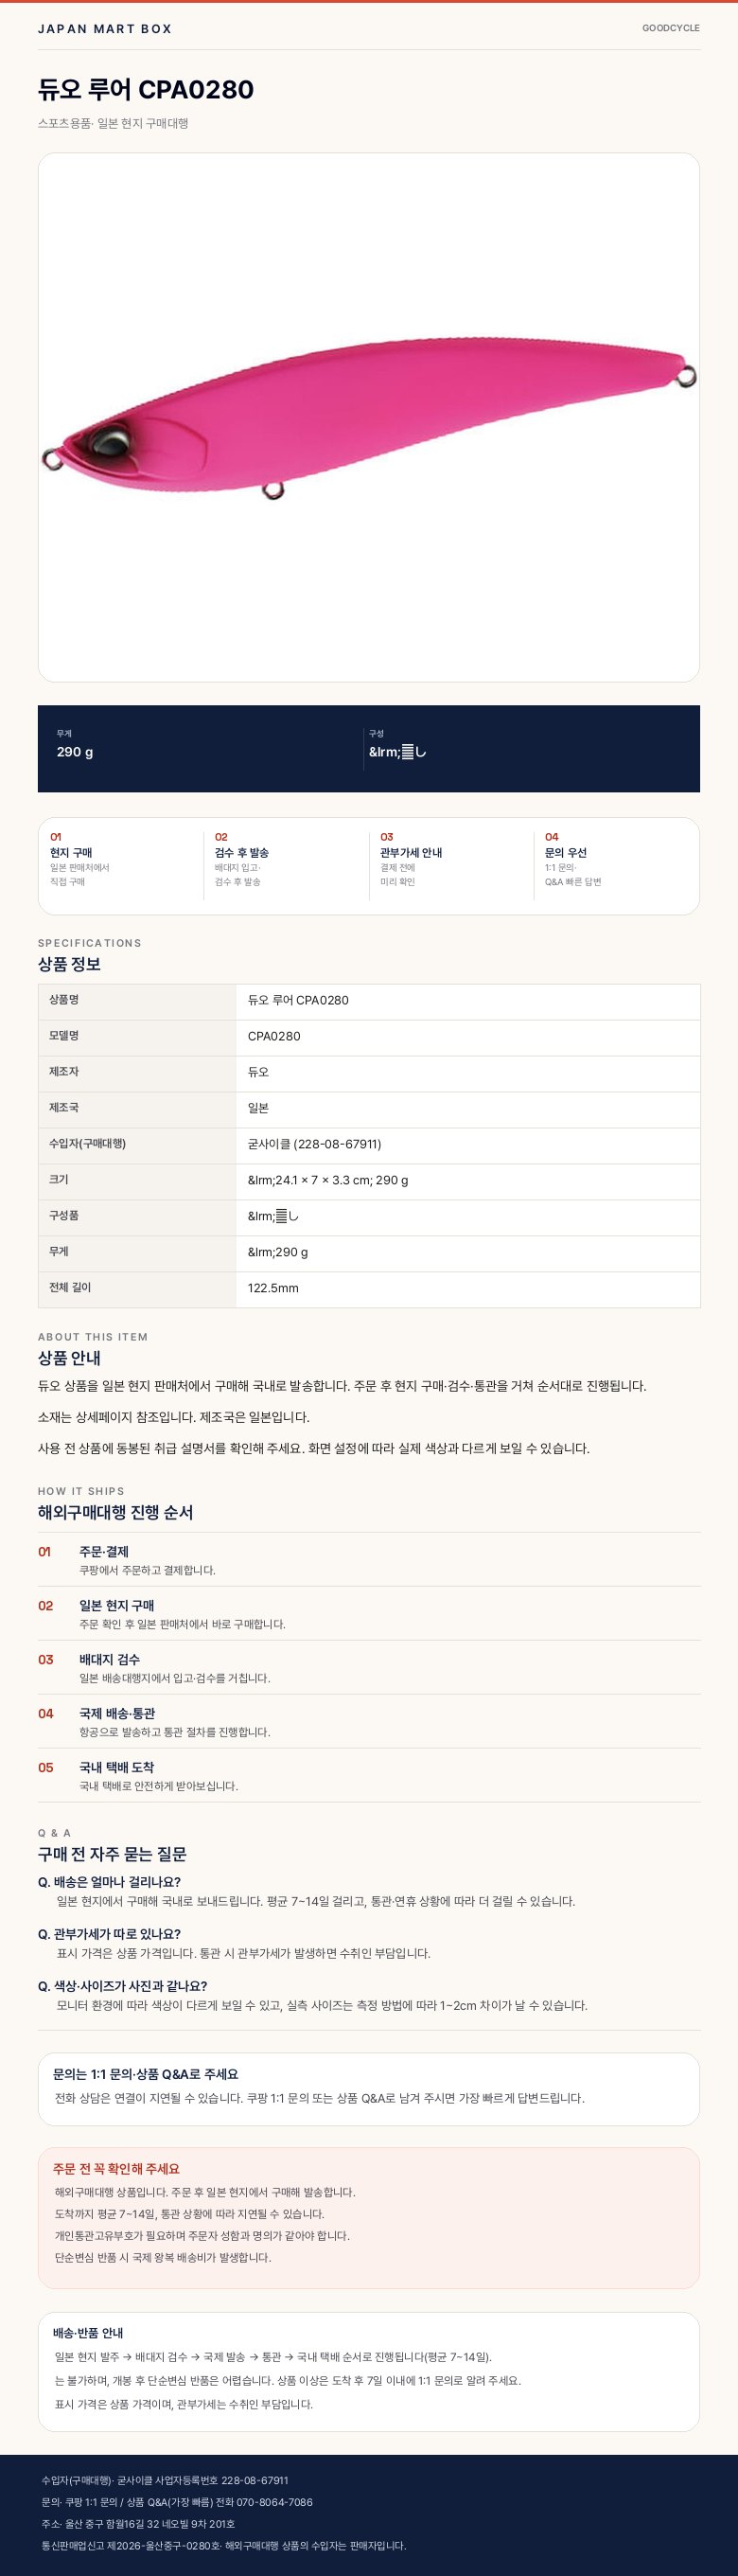 JAPAN MART BOX
GOODCYCLE
듀오 루어 CPA0280
스포츠용품· 일본 현지 구매대행
무게
290 g
구성
&lrm;䷀し
01
현지 구매
일본 판매처에서
직접 구매
02
검수 후 발송
배대지 입고·
검수 후 발송
03
관부가세 안내
결제 전에
미리 확인
04
문의 우선
1:1 문의·
Q&A 빠른 답변
SPECIFICATIONS
상품 정보
상품명 듀오 루어 CPA0280
모델명 CPA0280
제조자 듀오
제조국 일본
수입자(구매대행) 굳사이클 (228-08-67911)
크기 &lrm;24.1 × 7 × 3.3 cm; 290 g
구성품 &lrm;し
무게 &lrm;290 g
전체 길이 122.5mm
ABOUT THIS ITEM
상품 안내
듀오 상품을 일본 현지 판매처에서 구매해 국내로 발송합니다. 주문 후 현지 구매·검수·통관을 거쳐 순서대로 진행됩니다.
소재는 상세페이지 참조입니다. 제조국은 일본입니다.
사용 전 상품에 동봉된 취급 설명서를 확인해 주세요. 화면 설정에 따라 실제 색상과 다르게 보일 수 있습니다.
HOW IT SHIPS
해외구매대행 진행 순서
01 주문·결제
쿠팡에서 주문하고 결제합니다.
02 일본 현지 구매
주문 확인 후 일본 판매처에서 바로 구매합니다.
03 배대지 검수
일본 배송대행지에서 입고·검수를 거칩니다.
04 국제 배송·통관
항공으로 발송하고 통관 절차를 진행합니다.
05 국내 택배 도착
국내 택배로 안전하게 받아보십니다.
Q & A
구매 전 자주 묻는 질문
Q. 배송은 얼마나 걸리나요?
일본 현지에서 구매해 국내로 보내드립니다. 평균 7~14일 걸리고, 통관·연휴 상황에 따라 더 걸릴 수 있습니다.
Q. 관부가세가 따로 있나요?
표시 가격은 상품 가격입니다. 통관 시 관부가세가 발생하면 수취인 부담입니다.
Q. 색상·사이즈가 사진과 같나요?
모니터 환경에 따라 색상이 다르게 보일 수 있고, 실측 사이즈는 측정 방법에 따라 1~2cm 차이가 날 수 있습니다.
문의는 1:1 문의·상품 Q&A로 주세요
전화 상담은 연결이 지연될 수 있습니다. 쿠팡 1:1 문의 또는 상품 Q&A로 남겨 주시면 가장 빠르게 답변드립니다.
주문 전 꼭 확인해 주세요
해외구매대행 상품입니다. 주문 후 일본 현지에서 구매해 발송합니다.
도착까지 평균 7~14일, 통관 상황에 따라 지연될 수 있습니다.
개인통관고유부호가 필요하며 주문자 성함과 명의가 같아야 합니다.
단순변심 반품 시 국제 왕복 배송비가 발생합니다.
배송·반품 안내
일본 현지 발주 → 배대지 검수 → 국제 발송 → 통관 → 국내 택배 순서로 진행됩니다(평균 7~14일).
는 불가하며, 개봉 후 단순변심 반품은 어렵습니다. 상품 이상은 도착 후 7일 이내에 1:1 문의로 알려 주세요.
표시 가격은 상품 가격이며, 관부가세는 수취인 부담입니다.
수입자(구매대행)· 굳사이클 사업자등록번호 228-08-67911
문의· 쿠팡 1:1 문의 / 상품 Q&A(가장 빠름) 전화 070-8064-7086
주소· 울산 중구 함월16길 32 네오빌 9차 201호
통신판매업신고 제2026-울산중구-0280호· 해외구매대행 상품의 수입자는 판매자입니다.